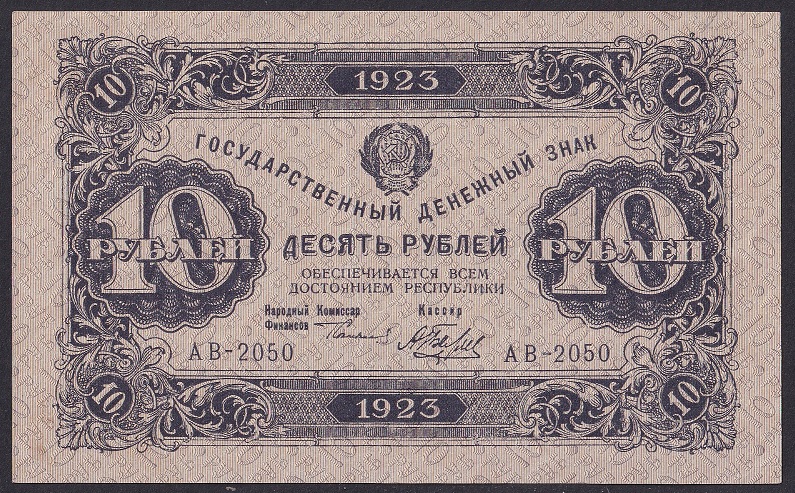 10 1923 10
ГОСУДАРСТВЕННЫЙ ДЕНЕЖНЫЙ ЗНАК
10 РУБЛЕЙ
ДЕСЯТЬ РУБЛЕЙ
10 РУБЛЕЙ
ОБЕСПЕЧИВАЕТСЯ ВСЕМ
ДОСТОЯНИЕМ РЕСПУБЛИКИ
Народный Комиссар
Финансов
Кассир
АВ-2050
АВ-2050
10 1923 10